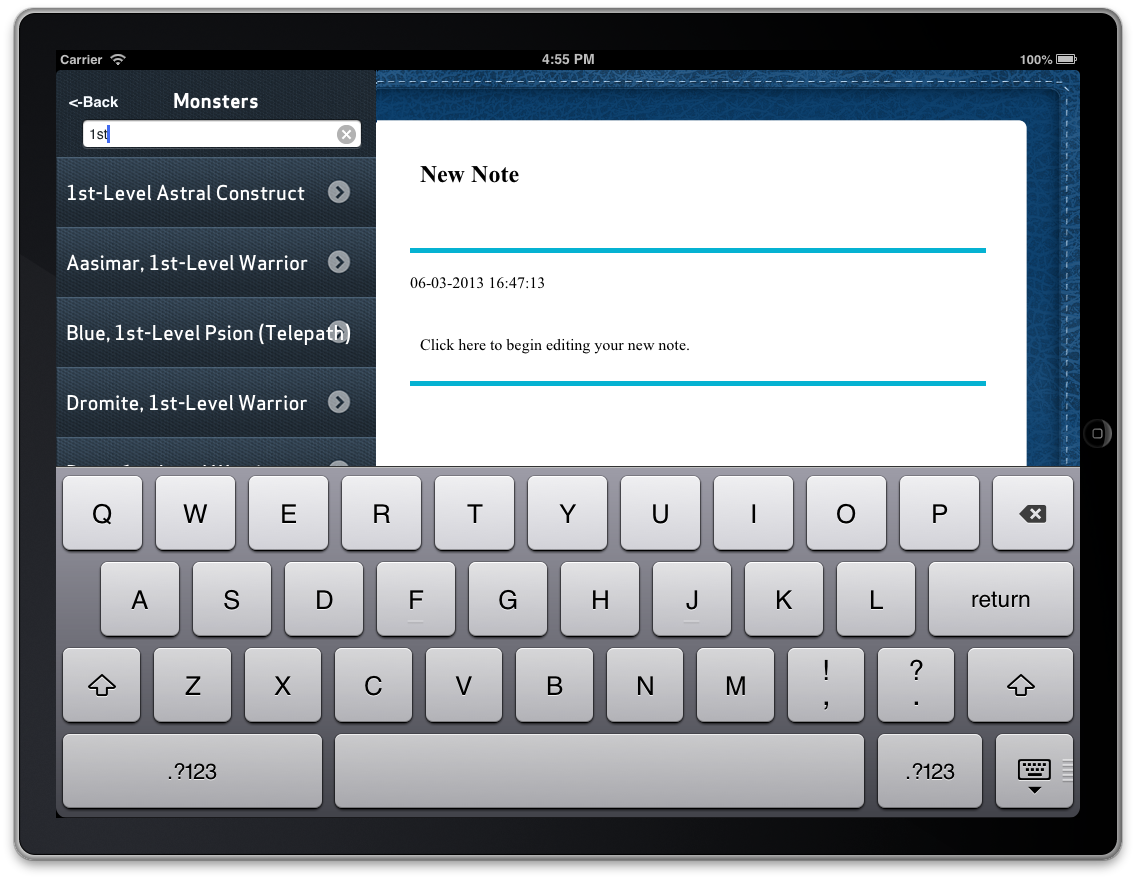 Carrier 4:55 PM 100%
<-Back Monsters
1st
1st-Level Astral Construct
Aasimar, 1st-Level Warrior
Blue, 1st-Level Psion (Telepath)
Dromite, 1st-Level Warrior
New Note
06-03-2013 16:47:13
Click here to begin editing your new note.
Q W E R T Y U I O P
A S D F G H J K L return
Z X C V B N M ! , ? .
.?123 .?123